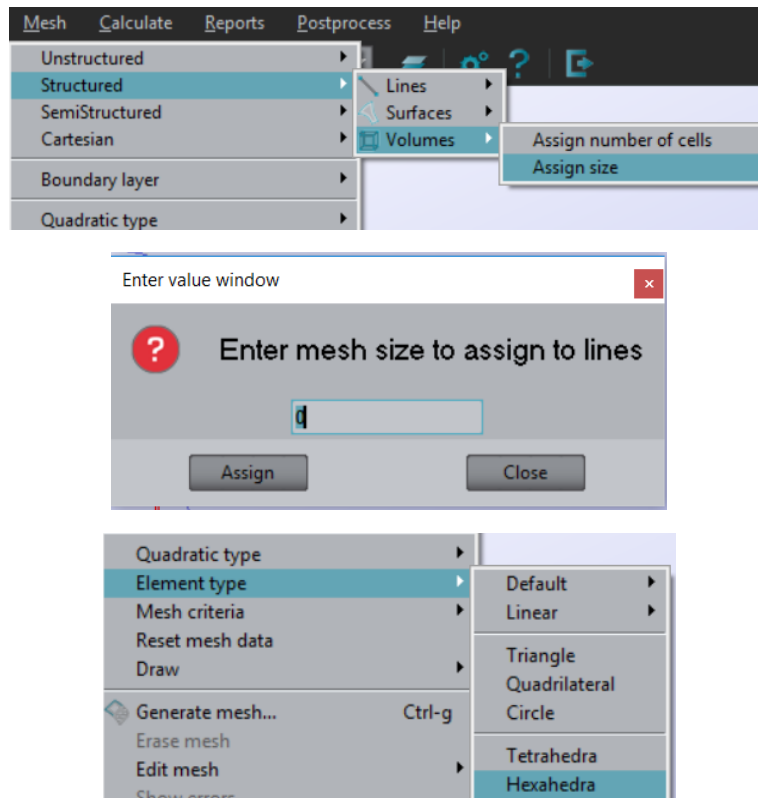 Mesh Calculate Reports Postprocess Help
Unstructured
Structured
SemiStructured
Cartesian
Boundary layer
Quadratic type
Lines
Surfaces
Volumes
Assign number of cells
Assign size
Enter value window
Enter mesh size to assign to lines
Assign Close
Quadratic type
Element type
Mesh criteria
Reset mesh data
Draw
Generate mesh... Ctrl-g
Erase mesh
Edit mesh
Show errors
Default
Linear
Triangle
Quadrilateral
Circle
Tetrahedra
Hexahedra